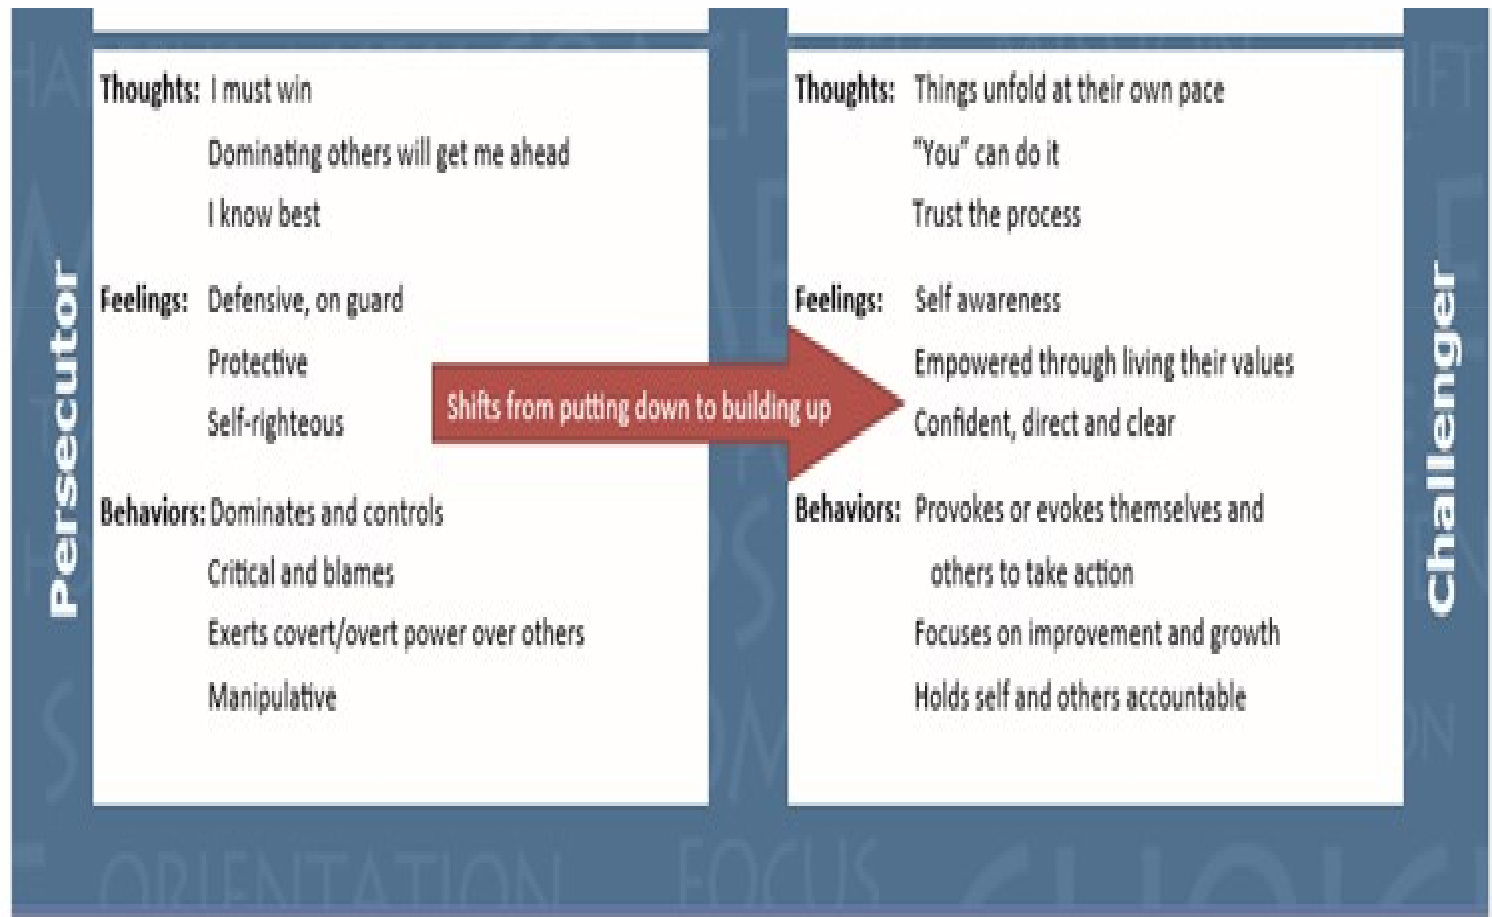 Persecutor
Thoughts: I must win
Dominating others will get me ahead
I know best
Feelings: Defensive, on guard
Protective
Self-righteous
Behaviors: Dominates and controls
Critical and blames
Exerts covert/overt power over others
Manipulative
Shifts from putting down to building up
Thoughts: Things unfold at their own pace
“You” can do it
Trust the process
Feelings: Self awareness
Empowered through living their values
Confident, direct and clear
Behaviors: Provokes or evokes themselves and
others to take action
Focuses on improvement and growth
Holds self and others accountable
Challenger
ORIENTATION FOCUS